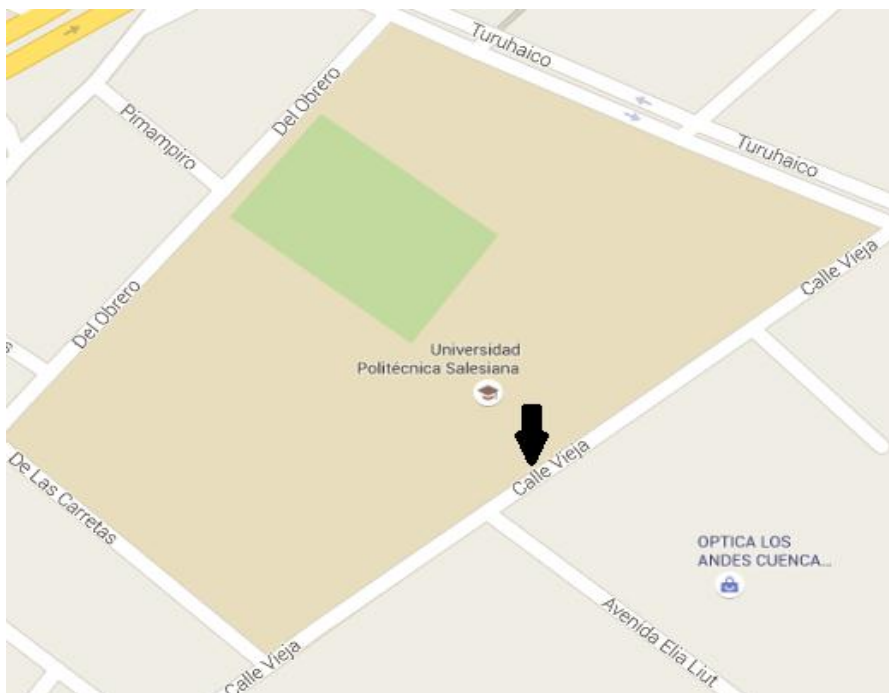 Turuhaico
Pimampiro
Del Obrero
Turuhaico
Calle Vieja
Del Obrero
s
Universidad
Politécnica Salesiana
Calle Vieja
De Las Carretas
OPTICA LOS
ANDES CUENCA...
Avenida Elia Liut
Calle Vieja